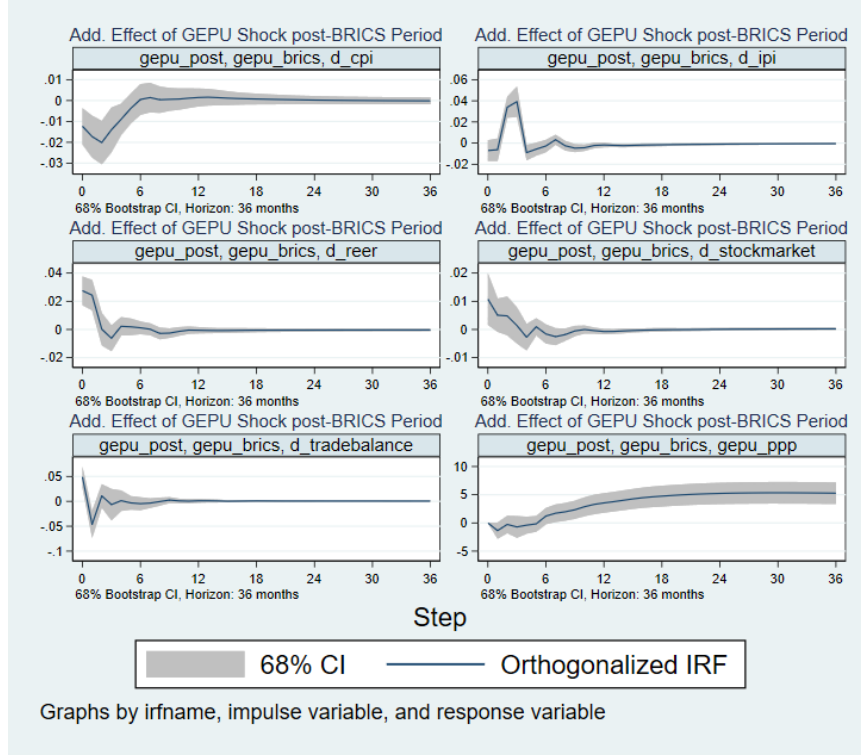 Add. Effect of GEPU Shock post-BRICS Period
gepu_post, gepu_brics, d_cpi
.01
0
-.01
-.02
-.03
0 6 12 18 24 30 36
68% Bootstrap CI, Horizon: 36 months
Add. Effect of GEPU Shock post-BRICS Period
gepu_post, gepu_brics, d_ipi
.06
.04
.02
0
-.02
0 6 12 18 24 30 36
68% Bootstrap CI, Horizon: 36 months
Add. Effect of GEPU Shock post-BRICS Period
gepu_post, gepu_brics, d_reer
.04
.02
0
-.02
0 6 12 18 24 30 36
68% Bootstrap CI, Horizon: 36 months
Add. Effect of GEPU Shock post-BRICS Period
gepu_post, gepu_brics, d_stockmarket
.02
.01
0
-.01
0 6 12 18 24 30 36
68% Bootstrap CI, Horizon: 36 months
Add. Effect of GEPU Shock post-BRICS Period
gepu_post, gepu_brics, d_tradebalance
.05
0
-.05
-.1
0 6 12 18 24 30 36
68% Bootstrap CI, Horizon: 36 months
Add. Effect of GEPU Shock post-BRICS Period
gepu_post, gepu_brics, gepu_ppp
10
5
0
-5
0 6 12 18 24 30 36
68% Bootstrap CI, Horizon: 36 months
Step
68% CI Orthogonalized IRF
Graphs by irfname, impulse variable, and response variable